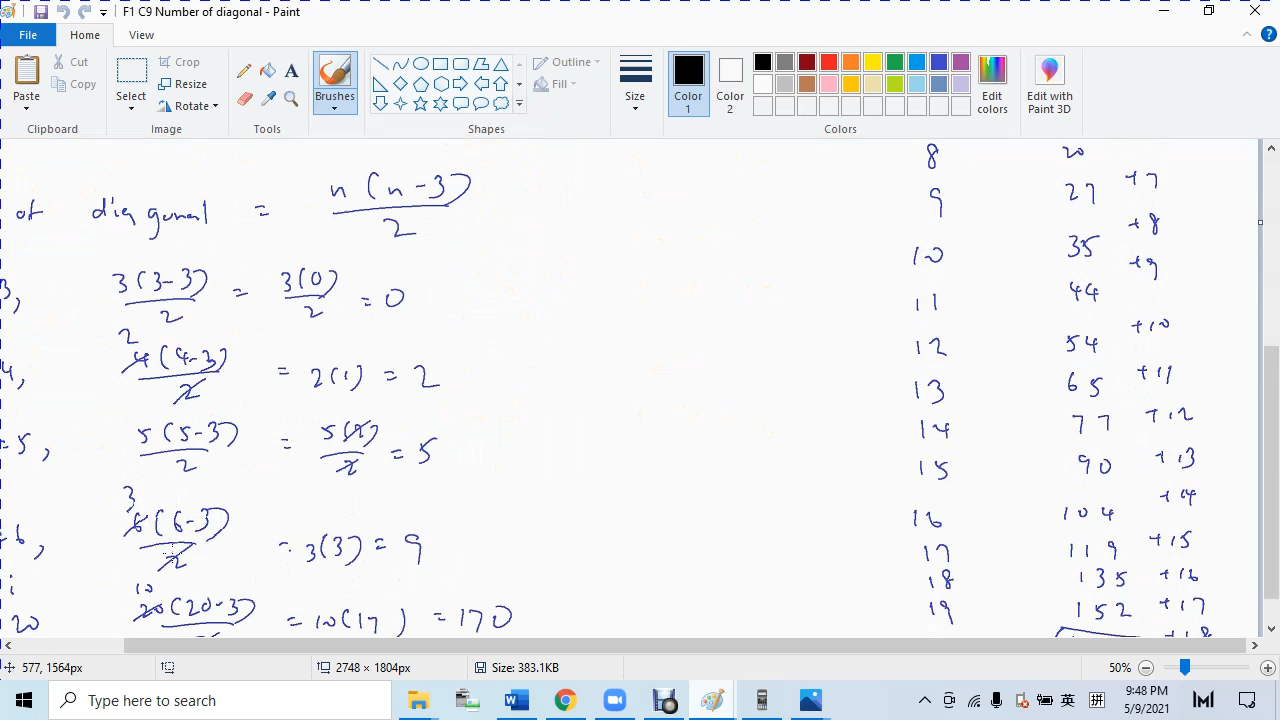 F1 C9 Number of diagonal - Paint
File Home View
Paste Cut Copy Clipboard
Select Crop Resize Rotate Image
Tools
Brushes
Outline Fill Shapes
Size
Color 1 Color 2 Edit colors Colors
Edit with Paint 3D
of diagonal = n(n-3)/2
3, 3(3-3)/2 = 3(0)/2 = 0
4, 2 4(4-3)/2 = 2(1) = 2
=5, 5(5-3)/2 = 5(2)/2 = 5
=6, 3 6(6-3)/2 = 3(3) = 9
20 10 20(20-3) = 10(17) = 170
8 20
+7
9 27
+8
10 35
+9
11 44
+10
12 54
+11
13 65
+12
14 77
+13
15 90
+14
16 104
+15
17 119
+16
18 135
+17
19 152
+18
577, 1564px 2748 × 1804px Size: 383.1KB 50%
Type here to search
英 拼 9:48 PM
5/9/2021